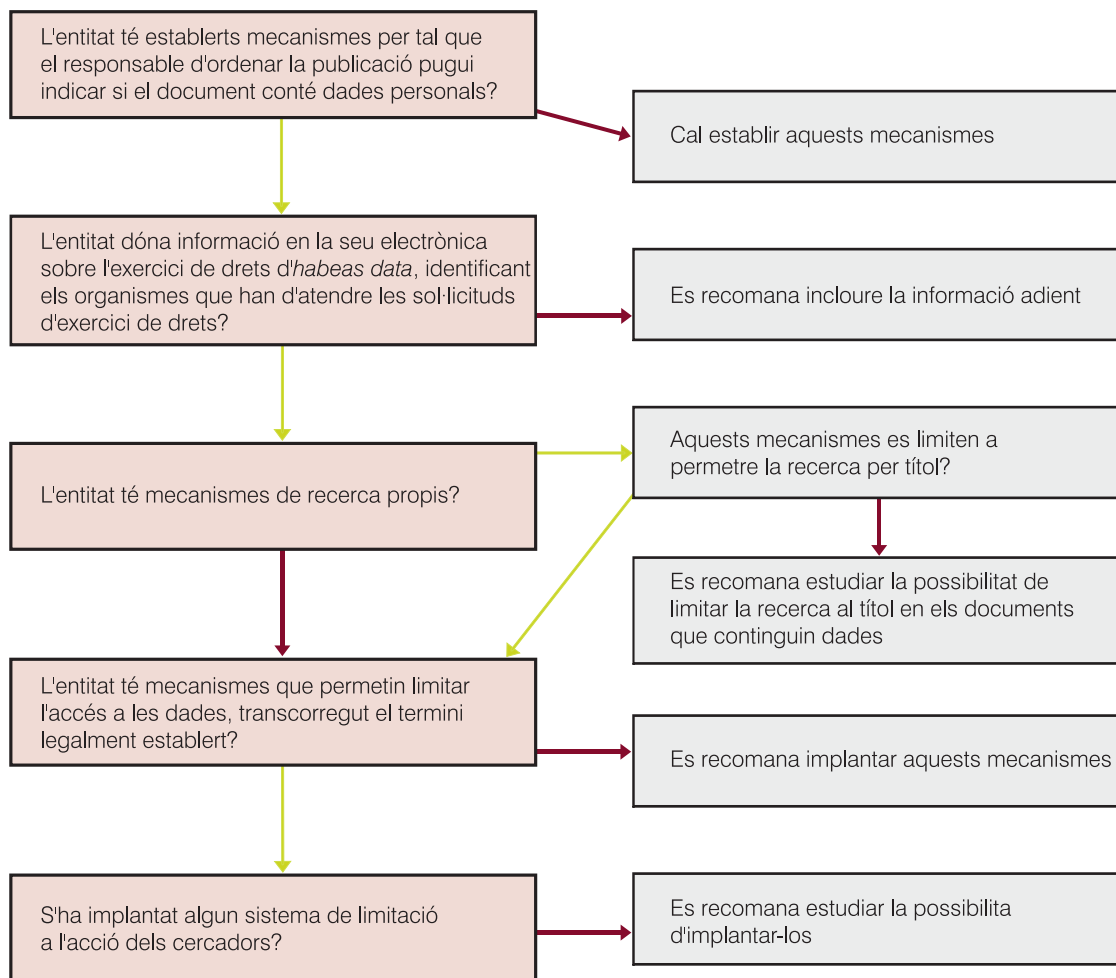 L'entitat té establerts mecanismes per tal que
el responsable d'ordenar la publicació pugui
indicar si el document conté dades personals?
Cal establir aquests mecanismes
L'entitat dóna informació en la seu electrònica
sobre l'exercici de drets d'habeas data, identificant
els organismes que han d'atendre les sol·licituds
d'exercici de drets?
Es recomana incloure la informació adient
L'entitat té mecanismes de recerca propis?
Aquests mecanismes es limiten a
permetre la recerca per títol?
Es recomana estudiar la possibilitat de
limitar la recerca al títol en els documents
que continguin dades
L'entitat té mecanismes que permetin limitar
l'accés a les dades, transcorregut el termini
legalment establert?
Es recomana implantar aquests mecanismes
S'ha implantat algun sistema de limitació
a l'acció dels cercadors?
Es recomana estudiar la possibilita
d'implantar-los